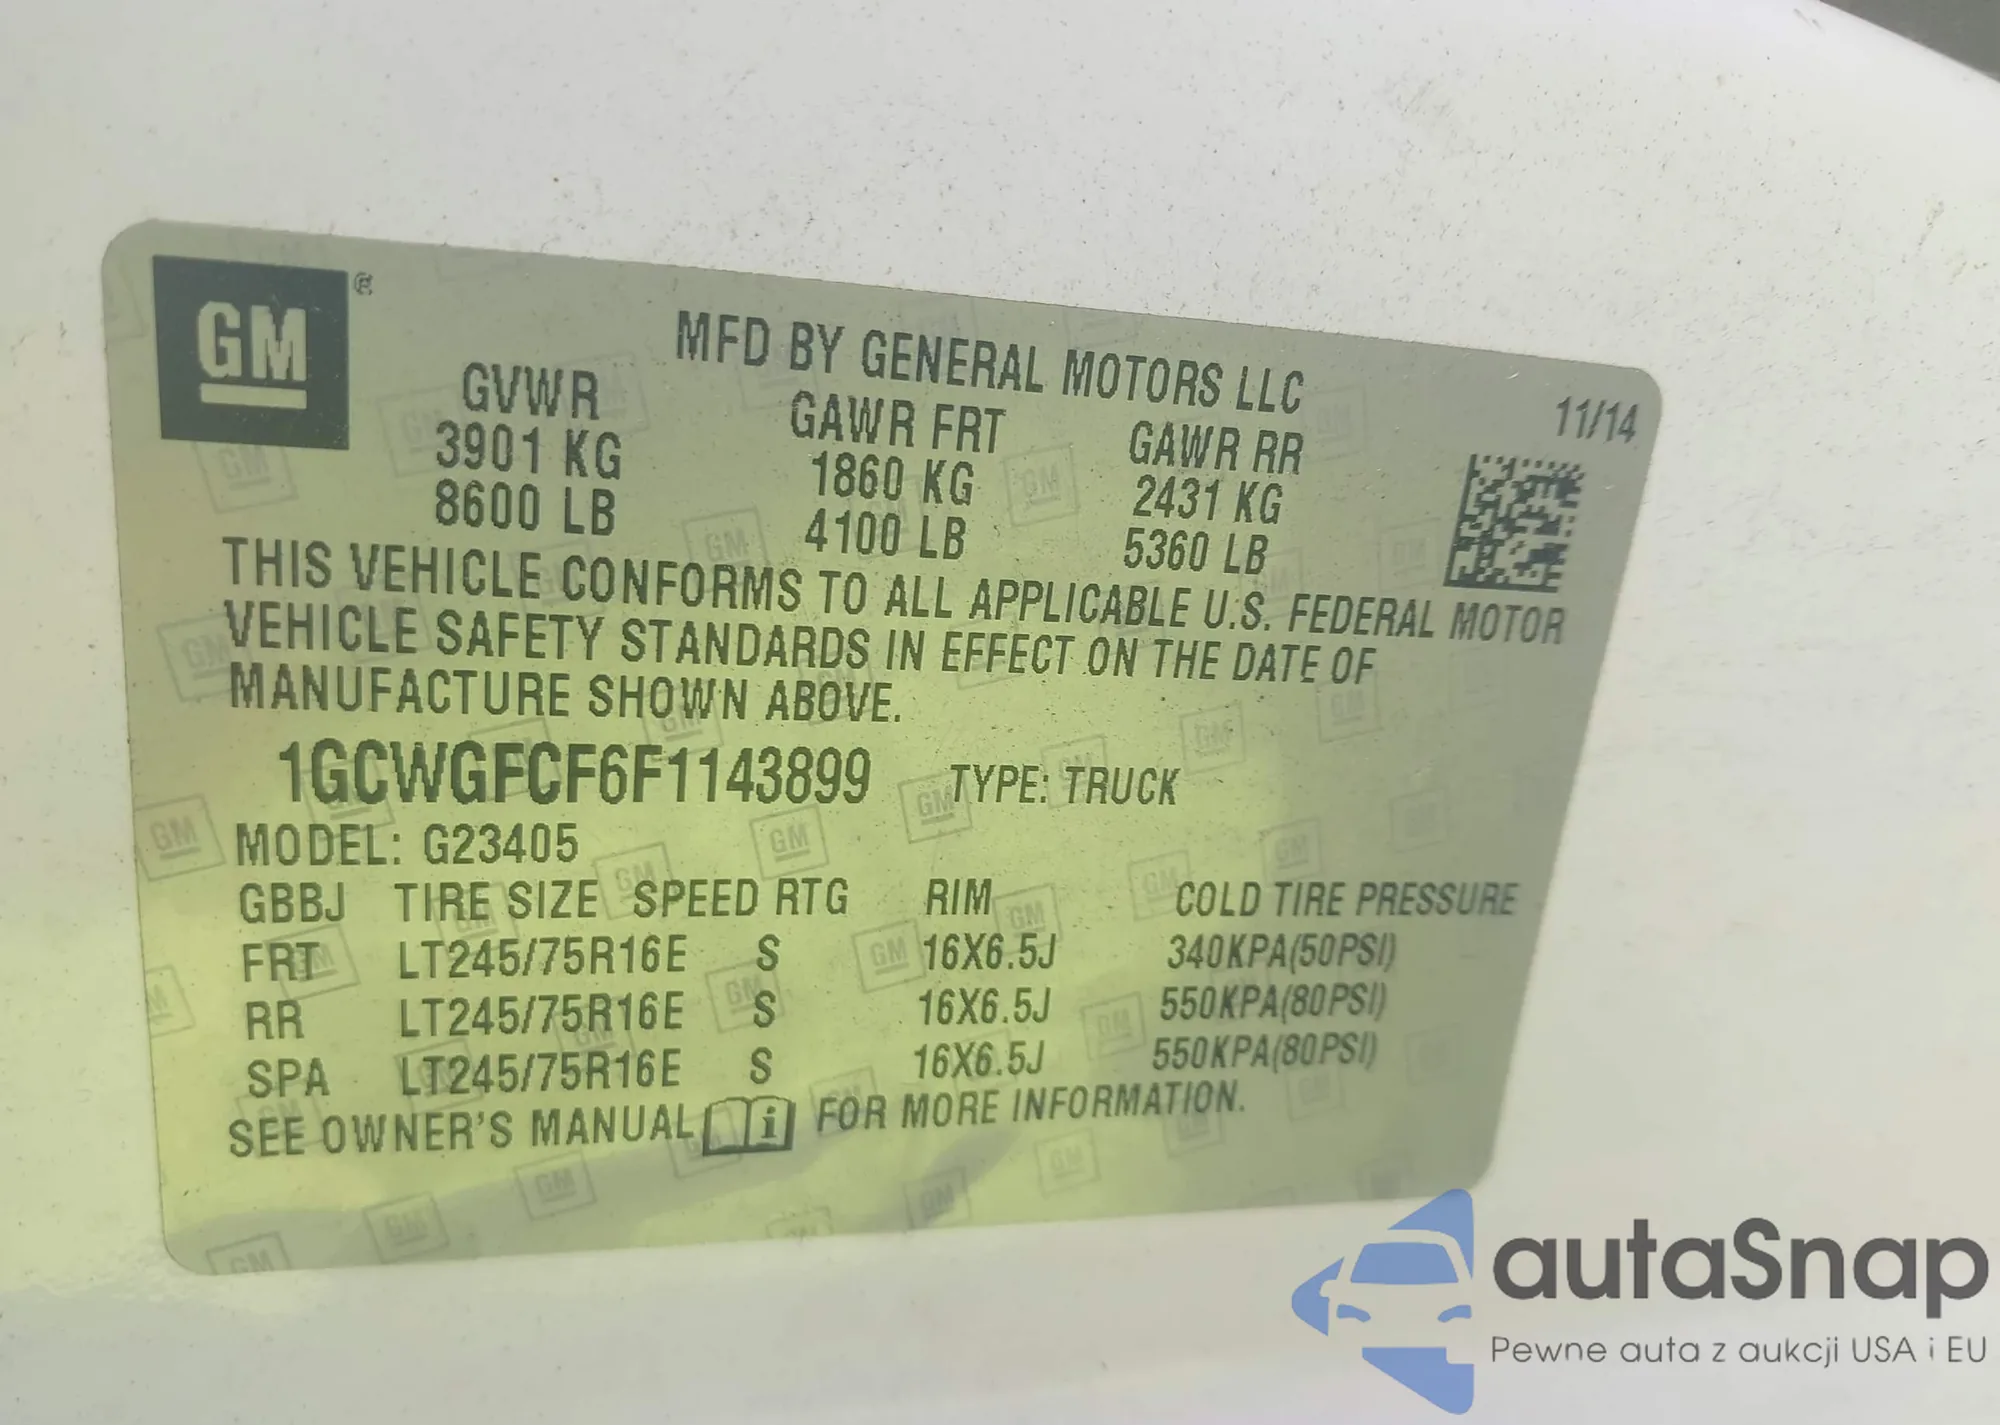 GM ®
MFD BY GENERAL MOTORS LLC
11/14
GVWR GAWR FRT GAWR RR
3901 KG 1860 KG 2431 KG
8600 LB 4100 LB 5360 LB
THIS VEHICLE CONFORMS TO ALL APPLICABLE U.S. FEDERAL MOTOR
VEHICLE SAFETY STANDARDS IN EFFECT ON THE DATE OF
MANUFACTURE SHOWN ABOVE.
1GCWGFCF6F1143899 TYPE: TRUCK
MODEL: G23405
GBBJ TIRE SIZE SPEED RTG RIM COLD TIRE PRESSURE
FRT LT245/75R16E S 16X6.5J 340KPA(50PSI)
RR LT245/75R16E S 16X6.5J 550KPA(80PSI)
SPA LT245/75R16E S 16X6.5J 550KPA(80PSI)
SEE OWNER'S MANUAL i FOR MORE INFORMATION.
autaSnap
Pewne auta z aukcji USA i EU